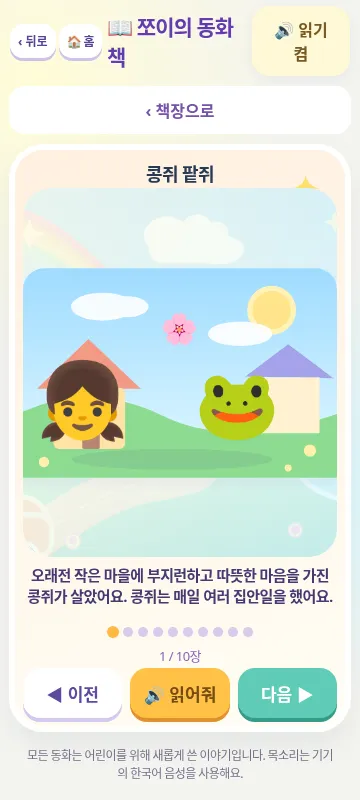 ‹ 뒤로
🏠 홈
📖 쪼이의 동화
책
🔊 읽기
켬
‹ 책장으로
콩쥐 팥쥐
오래전 작은 마을에 부지런하고 따뜻한 마음을 가진
콩쥐가 살았어요. 콩쥐는 매일 여러 집안일을 했어요.
1 / 10장
◀ 이전
🔊 읽어줘
다음 ▶
모든 동화는 어린이를 위해 새롭게 쓴 이야기입니다. 목소리는 기기
의 한국어 음성을 사용해요.